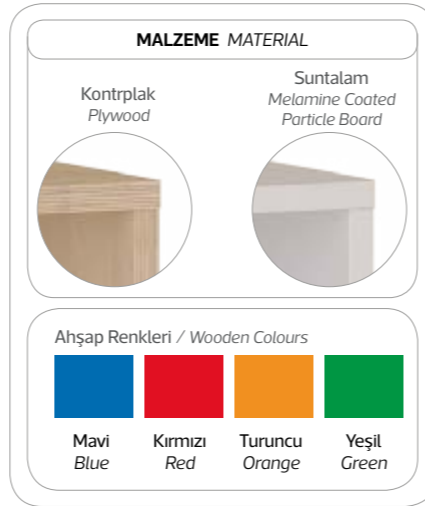 MALZEME MATERIAL
Kontrplak
Plywood
Suntalam
Melamine Coated
Particle Board
Ahşap Renkleri / Wooden Colours
Mavi
Blue
Kırmızı
Red
Turuncu
Orange
Yeşil
Green